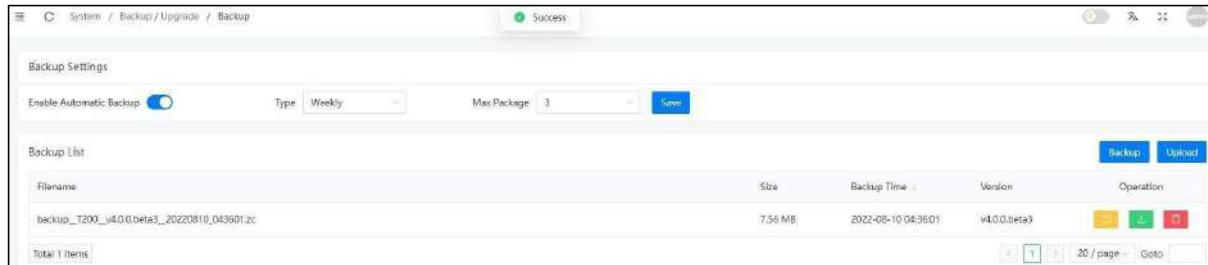 System / Backup / Upgrade / Backup
Success
Backup Settings
Enable Automatic Backup Type Weekly Max Package 3 Save
Backup List Backup Upload
Filename Size Backup Time Version Operation
backup__T200__v4.0.0.beta3__20220810_043601.zc 7.56 MB 2022-08-10 04:36:01 v4.0.0.beta3
Total 1 items 1 20 / page Goto